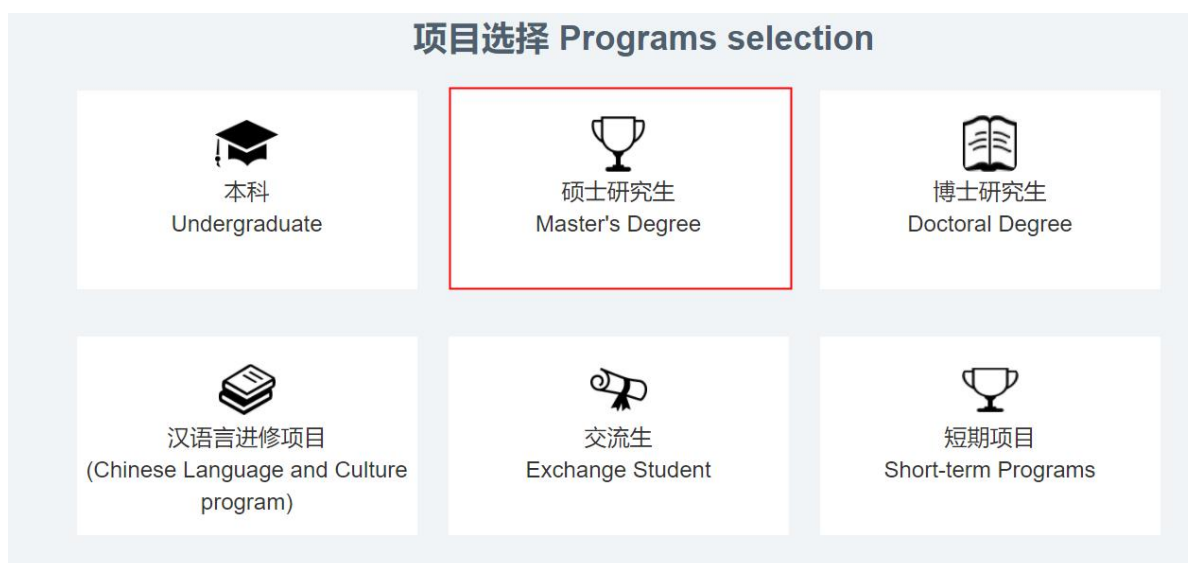 项目选择 Programs selection
本科
Undergraduate
硕士研究生
Master's Degree
博士研究生
Doctoral Degree
汉语言进修项目
(Chinese Language and Culture
program)
交流生
Exchange Student
短期项目
Short-term Programs